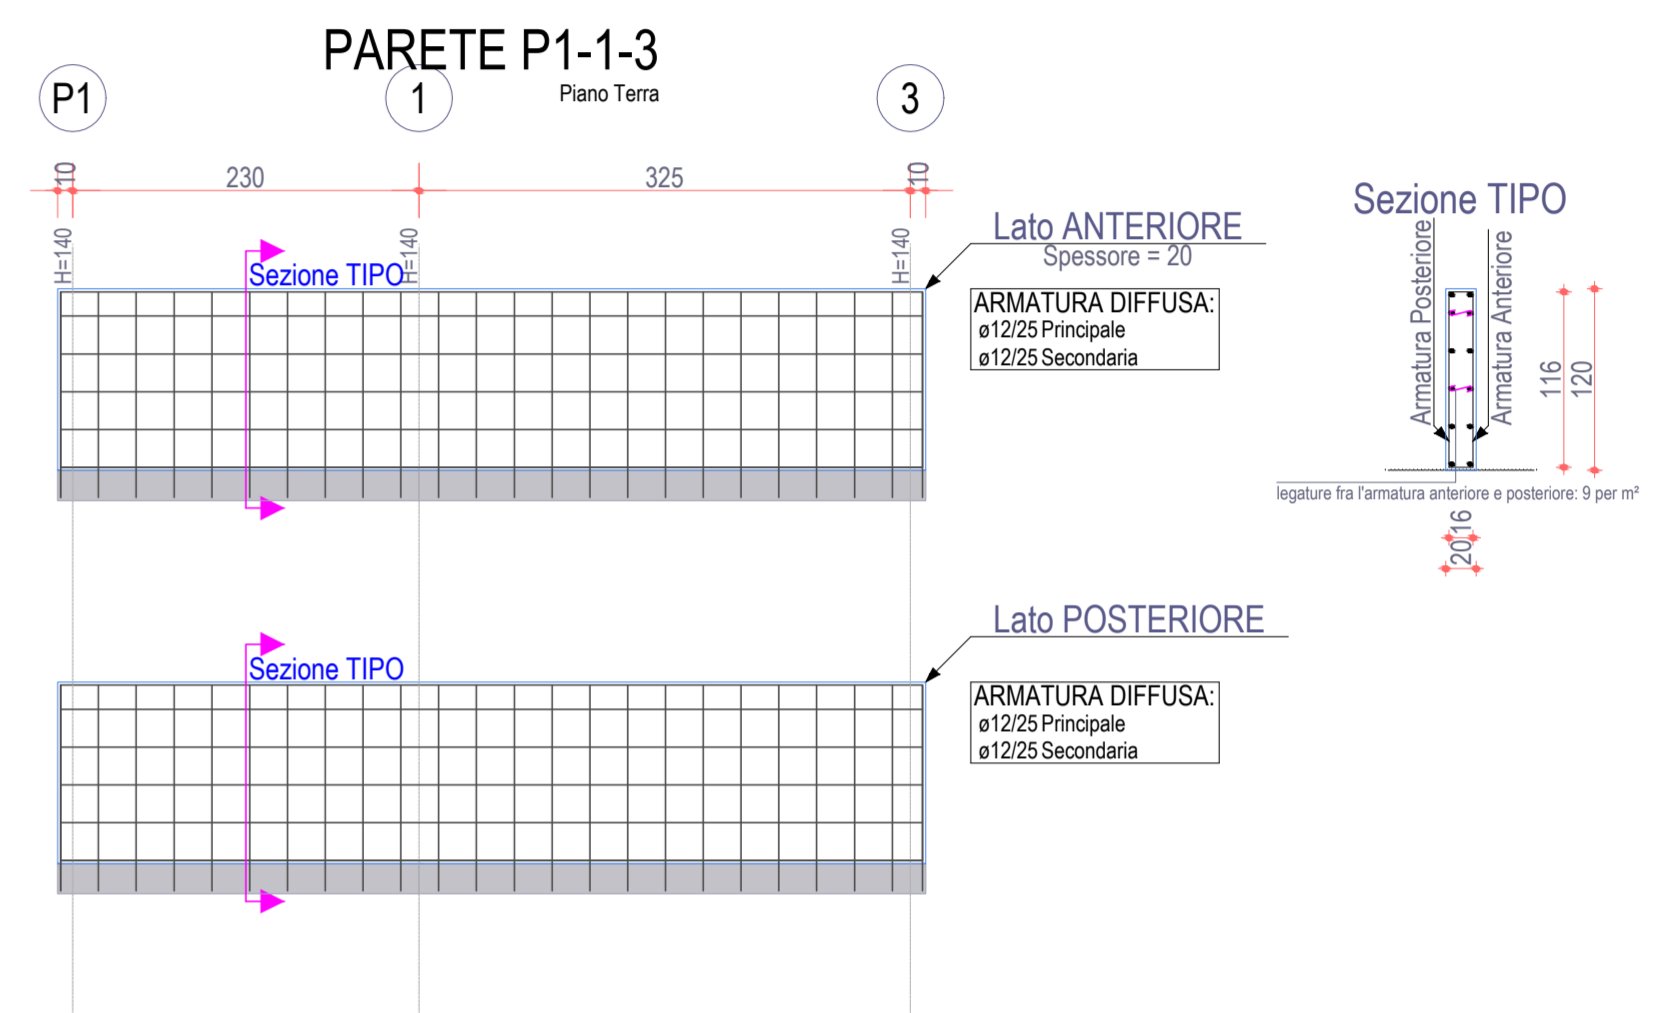 PARETE P1-1-3
Piano Terra
P1
1
3
10
230
325
10
H=140
H=140
H=140
Sezione TIPO
Lato ANTERIORE
Spessore = 20
ARMATURA DIFFUSA:
ø12/25 Principale
ø12/25 Secondaria
Sezione TIPO
Armatura Posteriore
Armatura Anteriore
116
120
legature fra l'armatura anteriore e posteriore: 9 per m²
16
20
Sezione TIPO
Lato POSTERIORE
ARMATURA DIFFUSA:
ø12/25 Principale
ø12/25 Secondaria